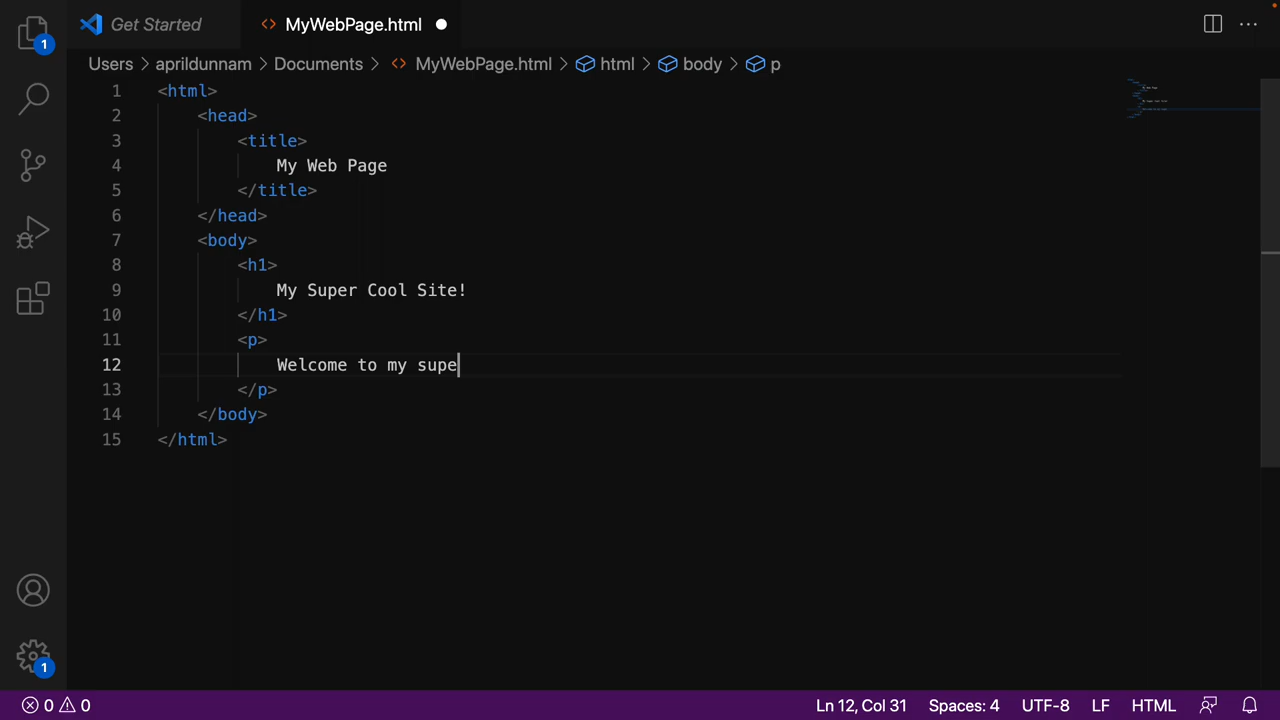 Get Started
MyWebPage.html
Users > aprildunnam > Documents > <> MyWebPage.html > html > body > p
1 <html>
2 <head>
3 <title>
4 My Web Page
5 </title>
6 </head>
7 <body>
8 <h1>
9 My Super Cool Site!
10 </h1>
11 <p>
12 Welcome to my supe
13 </p>
14 </body>
15 </html>
1
1
0 0
Ln 12, Col 31 Spaces: 4 UTF-8 LF HTML